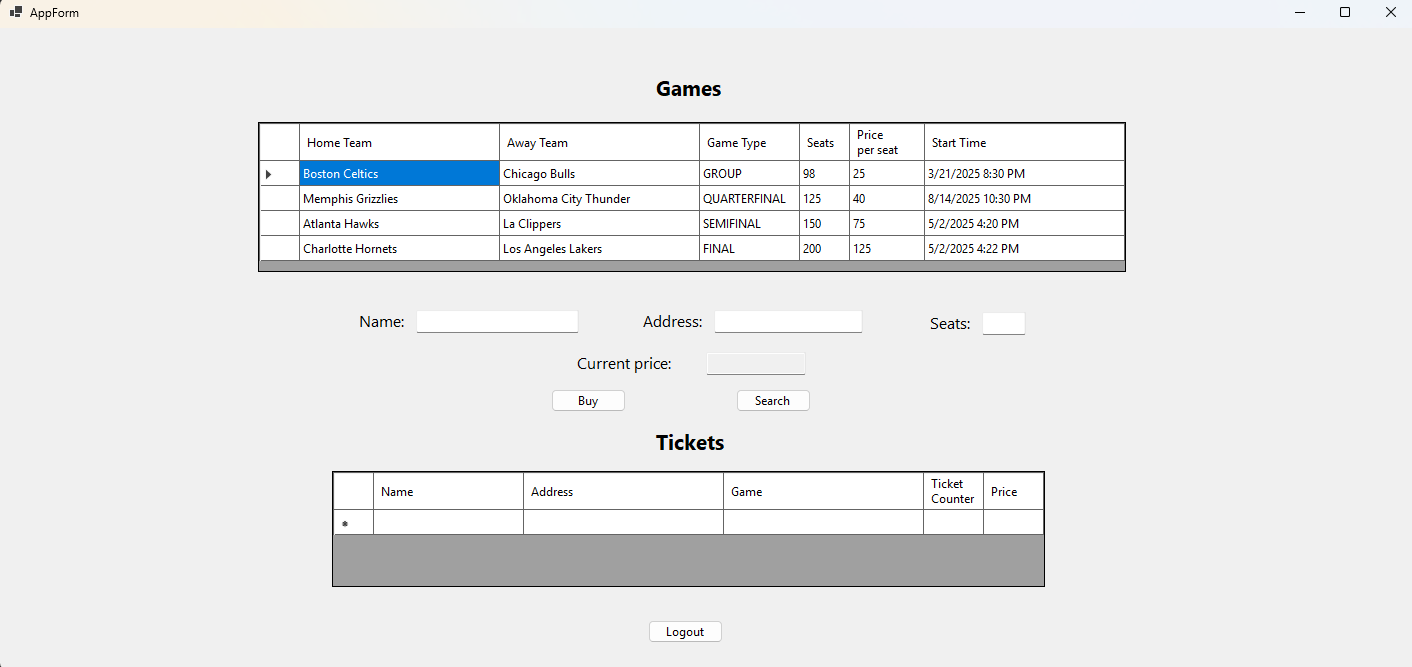 AppForm
Games
Home Team Away Team Game Type Seats Price per seat Start Time
Boston Celtics Chicago Bulls GROUP 98 25 3/21/2025 8:30 PM
Memphis Grizzlies Oklahoma City Thunder QUARTERFINAL 125 40 8/14/2025 10:30 PM
Atlanta Hawks La Clippers SEMIFINAL 150 75 5/2/2025 4:20 PM
Charlotte Hornets Los Angeles Lakers FINAL 200 125 5/2/2025 4:22 PM
Name: Address: Seats:
Current price:
Buy Search
Tickets
Name Address Game Ticket Counter Price
Logout